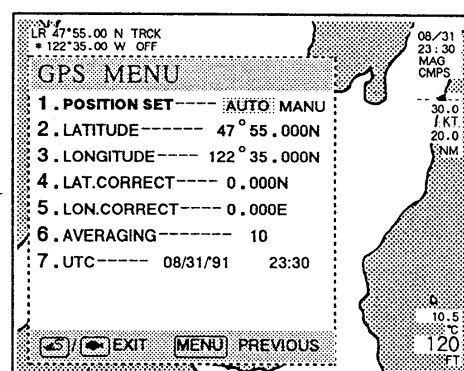 LR 47°55.00 N TRCK
* 122°35.00 W OFF
GPS MENU
1.POSITION SET---- AUTO MANU
2.LATITUDE------ 47°55.000N
3.LONGITUDE---- 122°35.000N
4.LAT.CORRECT---- 0.000N
5.LON.CORRECT---- 0.000E
6.AVERAGING------- 10
7.UTC----- 08/31/'91 23:30
/ EXIT MENU PREVIOUS
08/31
23:30
MAG
CMPS
30.0
KT
20.0
NM
10.5
°C
120
FT